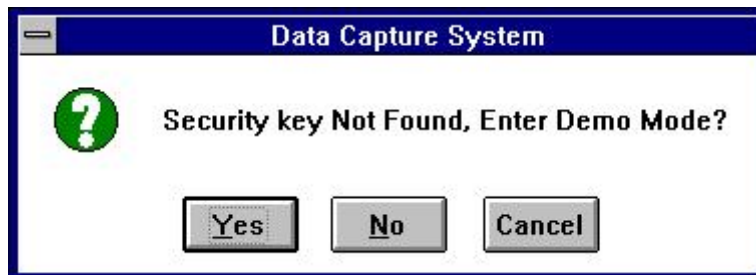 Data Capture System
Security key Not Found, Enter Demo Mode?
Yes No Cancel